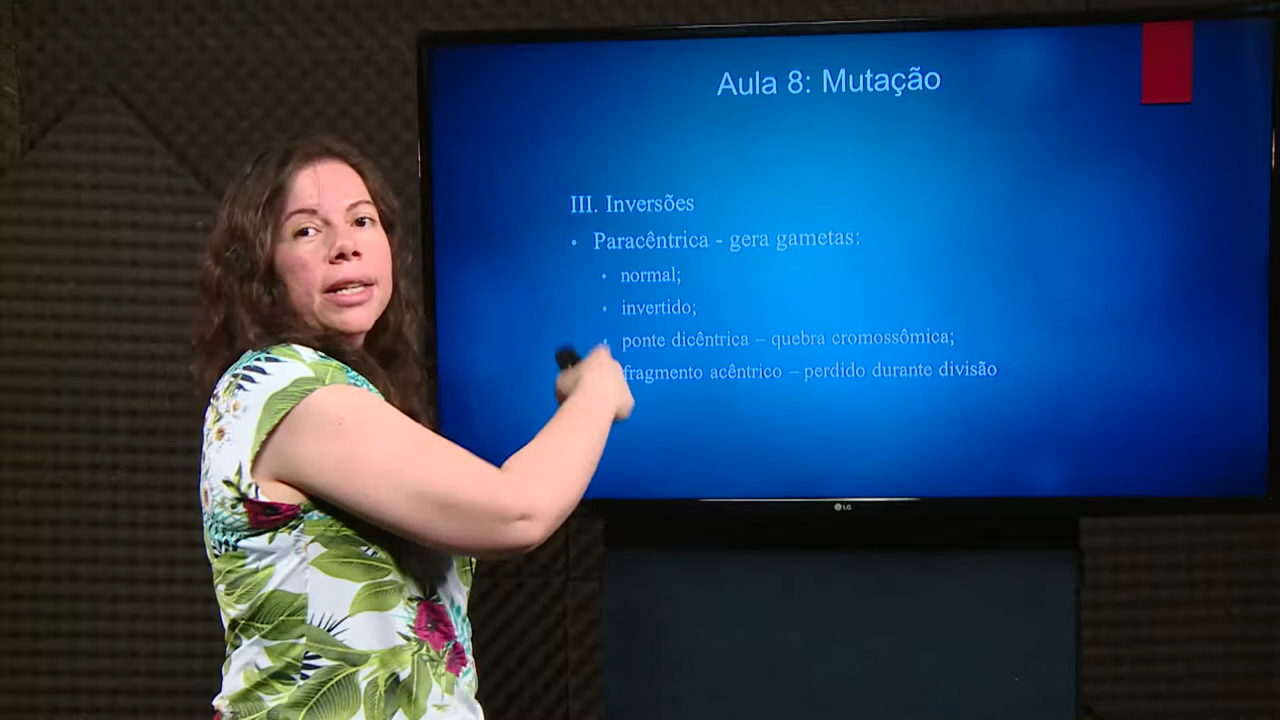 Aula 8: Mutação
III. Inversões
• Paracêntrica - gera gametas:
• normal;
• invertido;
• ponte dicêntrica – quebra cromossômica;
fragmento acêntrico – perdido durante divisão
LG